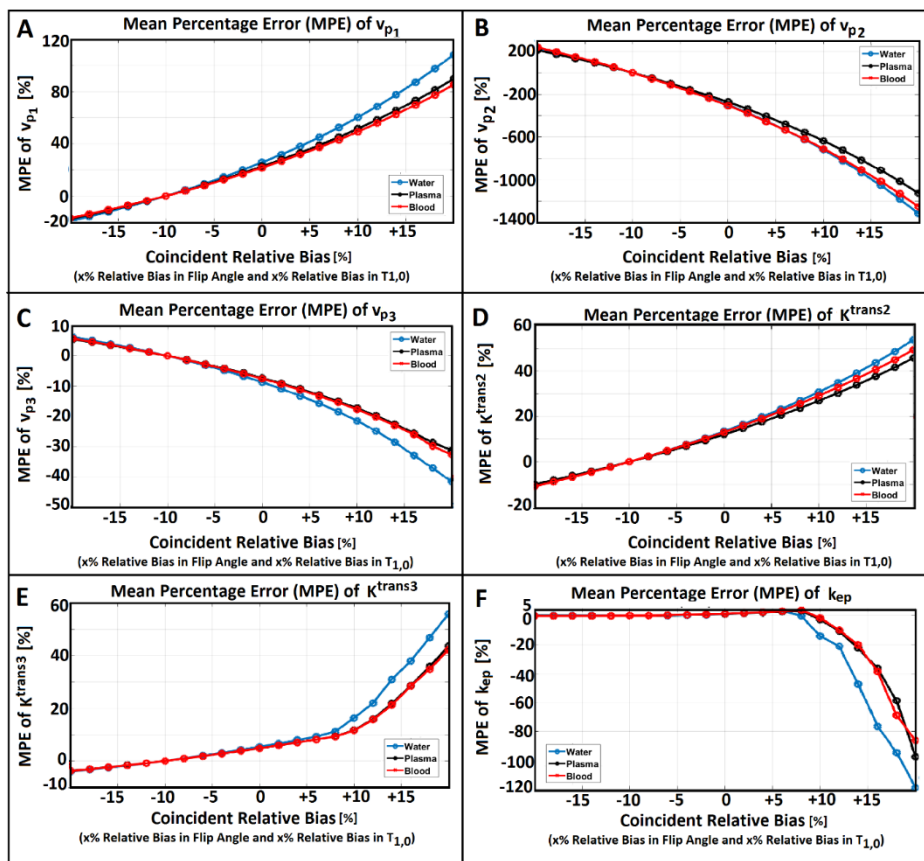 A
Mean Percentage Error (MPE) of vp1
MPE of vp1 [%]
120
80
40
0
-20
Water
Plasma
Blood
-15 -10 -5 0 +5 +10 +15
Coincident Relative Bias [%]
(x% Relative Bias in Flip Angle and x% Relative Bias in T1,0)
B
Mean Percentage Error (MPE) of vp2
MPE of vp2 [%]
200
-200
-600
-1000
-1400
Water
Plasma
Blood
-15 -10 -5 0 +5 +10 +15
Coincident Relative Bias [%]
(x% Relative Bias in Flip Angle and x% Relative Bias in T1,0)
C
Mean Percentage Error (MPE) of vp3
MPE of vp3 [%]
10
0
-10
-20
-30
-40
-50
Water
Plasma
Blood
-15 -10 -5 0 +5 +10 +15
Coincident Relative Bias [%]
(x% Relative Bias in Flip Angle and x% Relative Bias in T1,0)
D
Mean Percentage Error (MPE) of Ktrans2
MPE of Ktrans2 [%]
60
40
20
0
-20
Water
Plasma
Blood
-15 -10 -5 0 +5 +10 +15
Coincident Relative Bias [%]
(x% Relative Bias in Flip Angle and x% Relative Bias in T1,0)
E
Mean Percentage Error (MPE) of Ktrans3
MPE of Ktrans3 [%]
60
40
20
0
-10
Water
Plasma
Blood
-15 -10 -5 0 +5 +10 +15
Coincident Relative Bias [%]
(x% Relative Bias in Flip Angle and x% Relative Bias in T1,0)
F
Mean Percentage Error (MPE) of kep
MPE of kep [%]
5
-20
-40
-60
-80
-100
-120
Water
Plasma
Blood
-15 -10 -5 0 +5 +10 +15
Coincident Relative Bias [%]
(x% Relative Bias in Flip Angle and x% Relative Bias in T1,0)